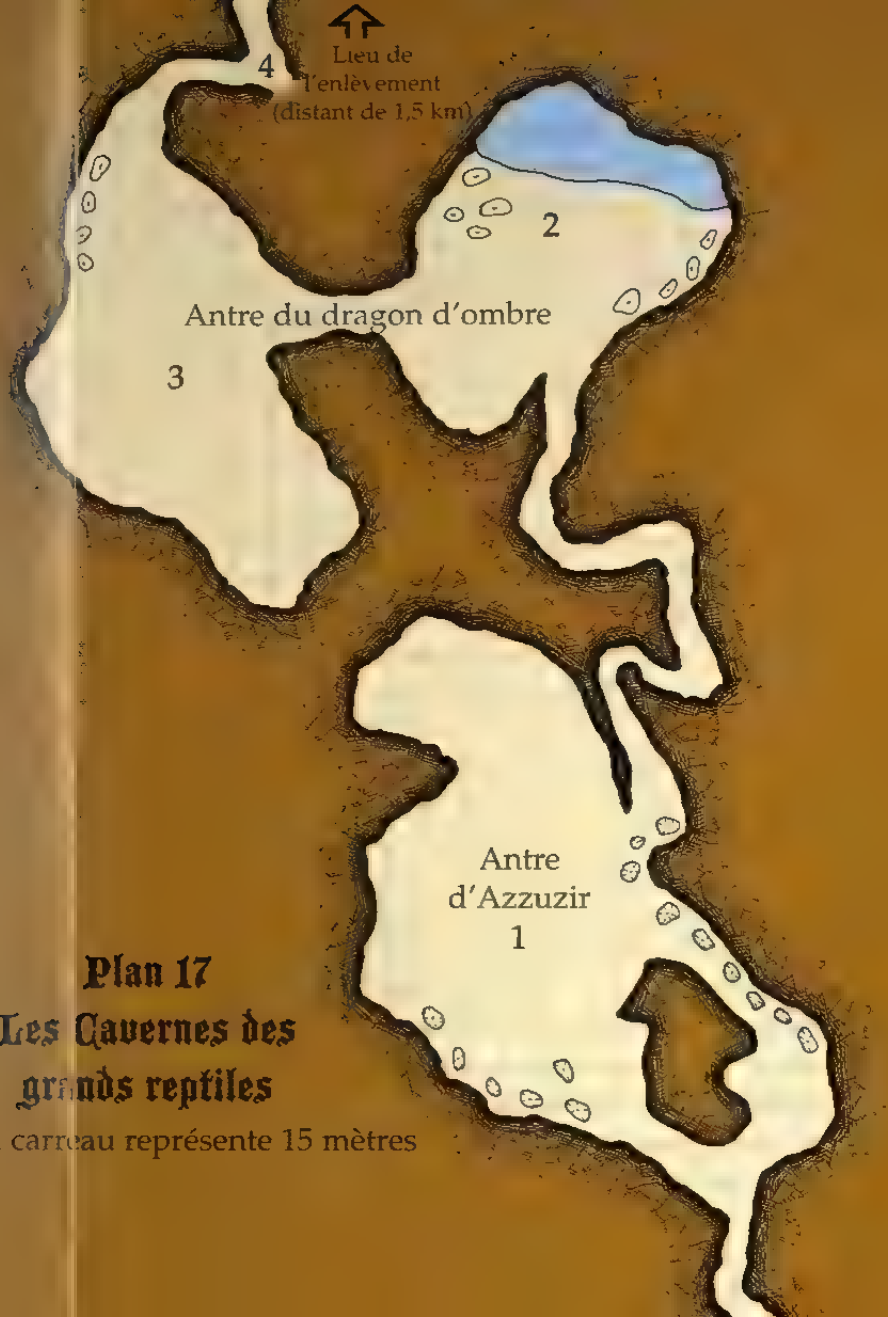 4
Lieu de
l'enlèvement
(distant de 1,5 km)
2
Antre du dragon d'ombre
3
Antre
d'Azzuzir
1
Plan 17
Les Cavernes des
grands reptiles
carreau représente 15 mètres